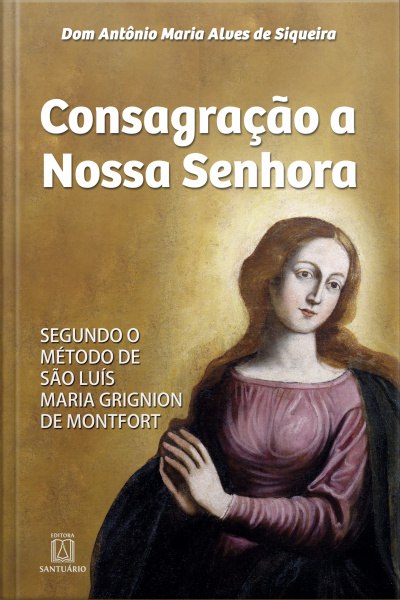 Dom Antônio Maria Alves de Siqueira
Consagração a
Nossa Senhora
SEGUNDO O
MÉTODO DE
SÃO LUÍS
MARIA GRIGNION
DE MONTFORT
EDITORA
SANTUÁRIO